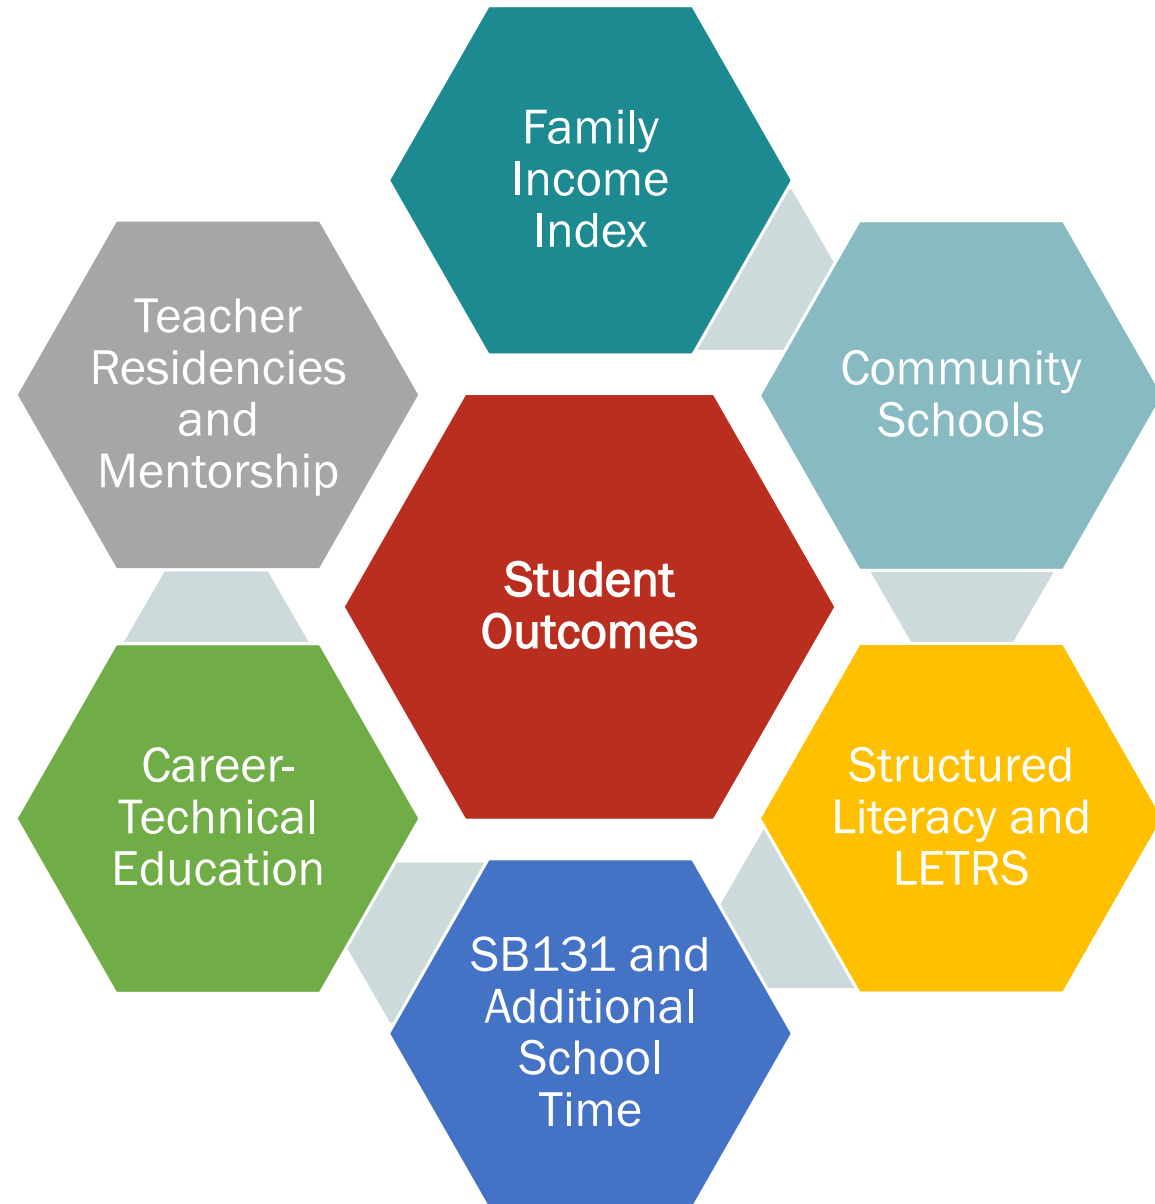 Family
Income
Index
Community
Schools
Structured
Literacy and
LETRS
SB131 and
Additional
School
Time
Career-
Technical
Education
Teacher
Residencies
and
Mentorship
Student
Outcomes